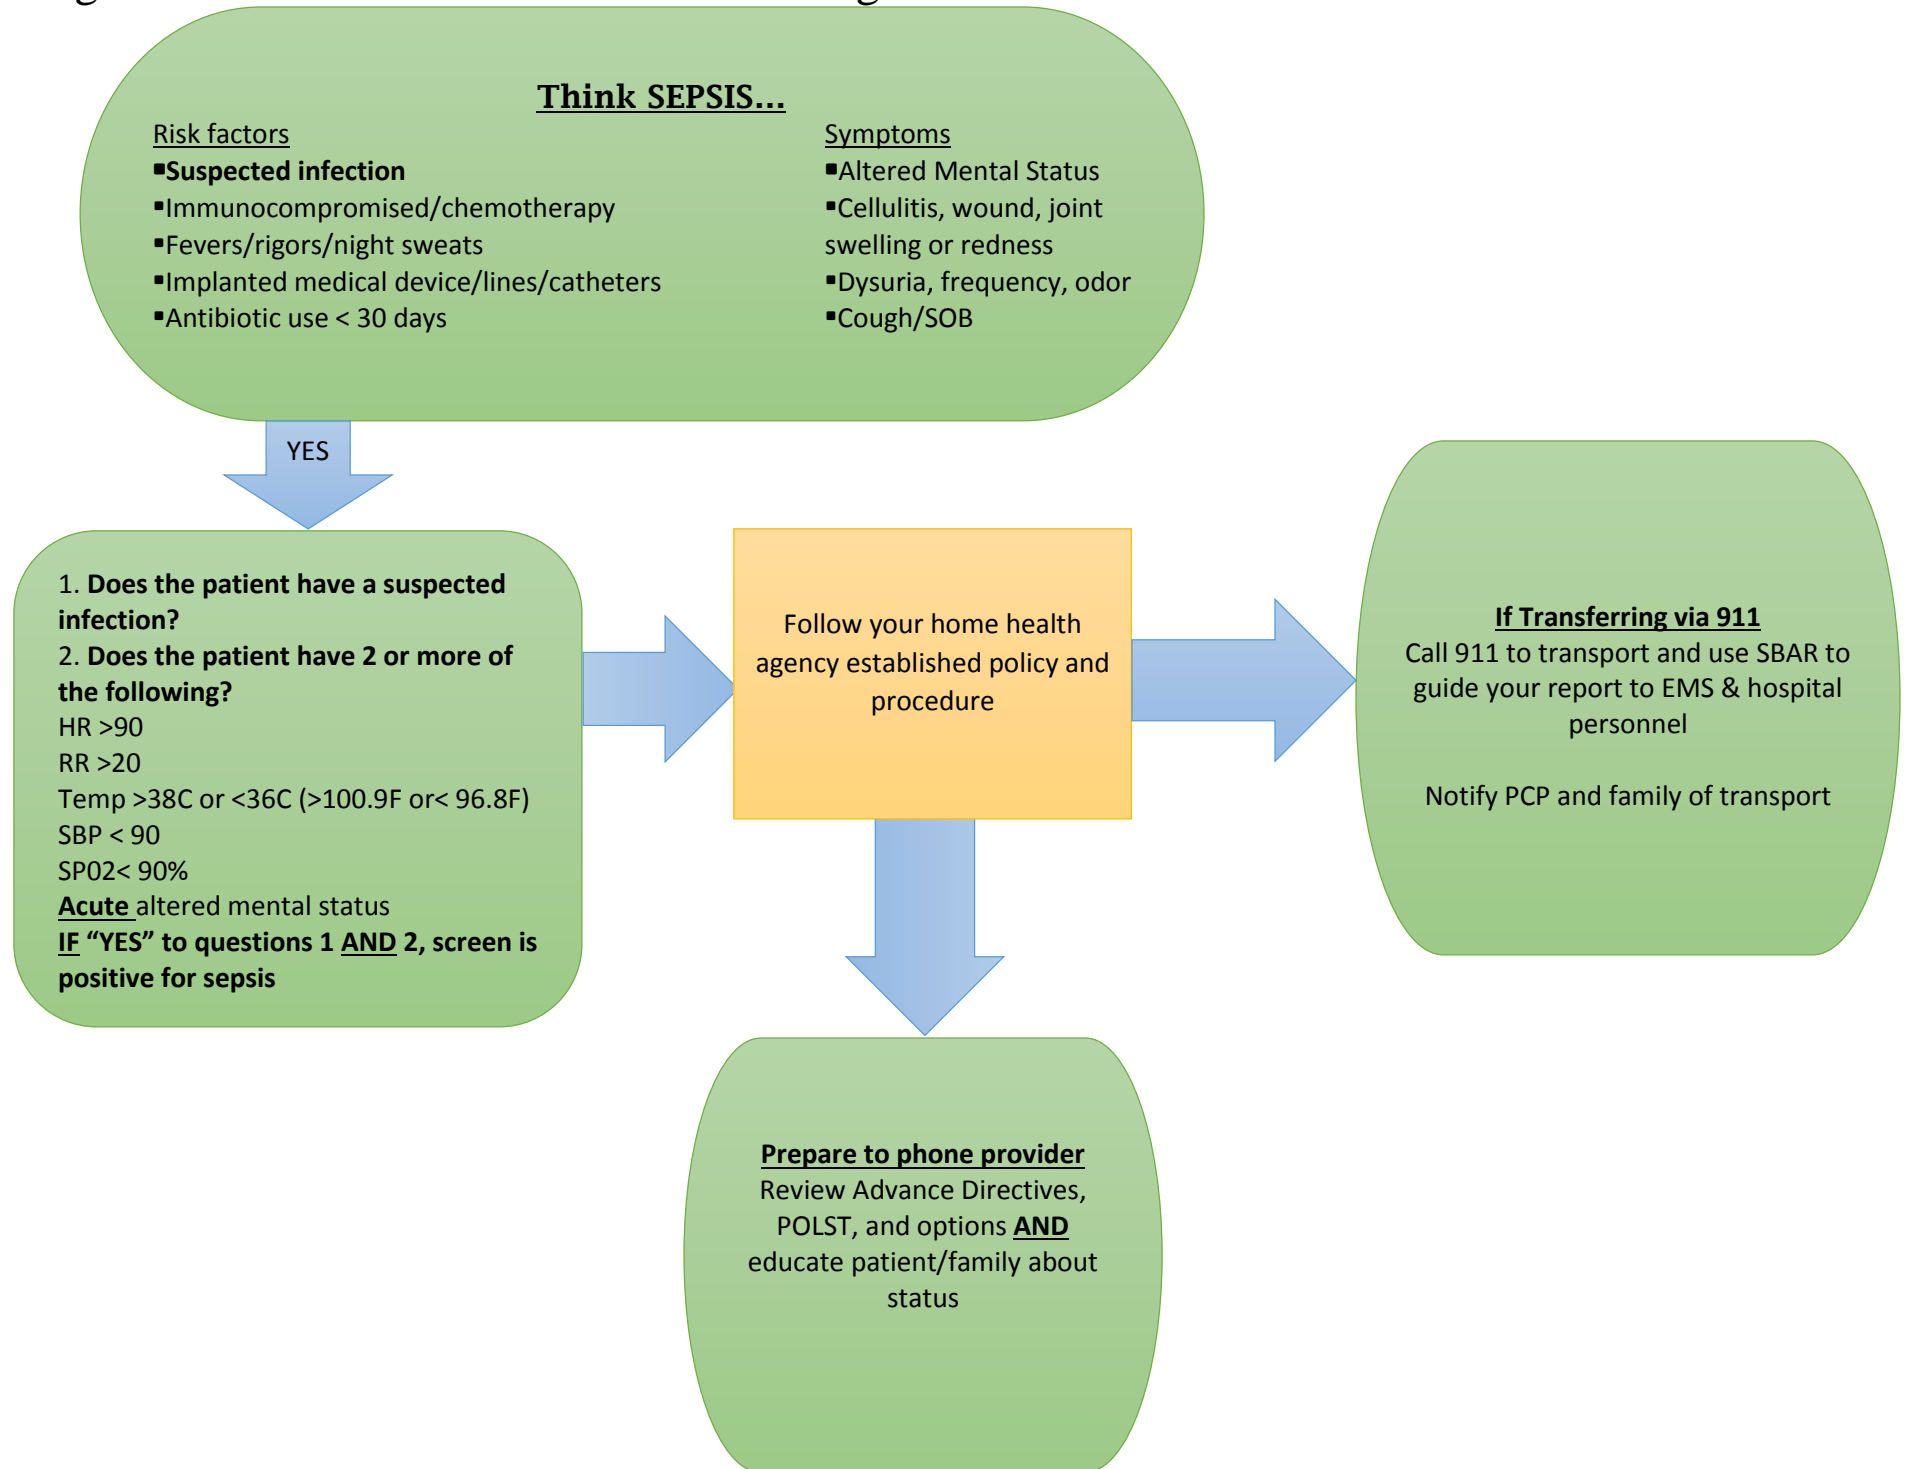 Think SEPSIS...
Risk factors
▪Suspected infection
▪Immunocompromised/chemotherapy
▪Fevers/rigors/night sweats
▪Implanted medical device/lines/catheters
▪Antibiotic use < 30 days
Symptoms
▪Altered Mental Status
▪Cellulitis, wound, joint
swelling or redness
▪Dysuria, frequency, odor
▪Cough/SOB
YES
1. Does the patient have a suspected
infection?
2. Does the patient have 2 or more of
the following?
HR >90
RR >20
Temp >38C or <36C (>100.9F or< 96.8F)
SBP < 90
SP02< 90%
Acute altered mental status
IF “YES” to questions 1 AND 2, screen is
positive for sepsis
Follow your home health
agency established policy and
procedure
If Transferring via 911
Call 911 to transport and use SBAR to
guide your report to EMS & hospital
personnel
Notify PCP and family of transport
Prepare to phone provider
Review Advance Directives,
POLST, and options AND
educate patient/family about
status